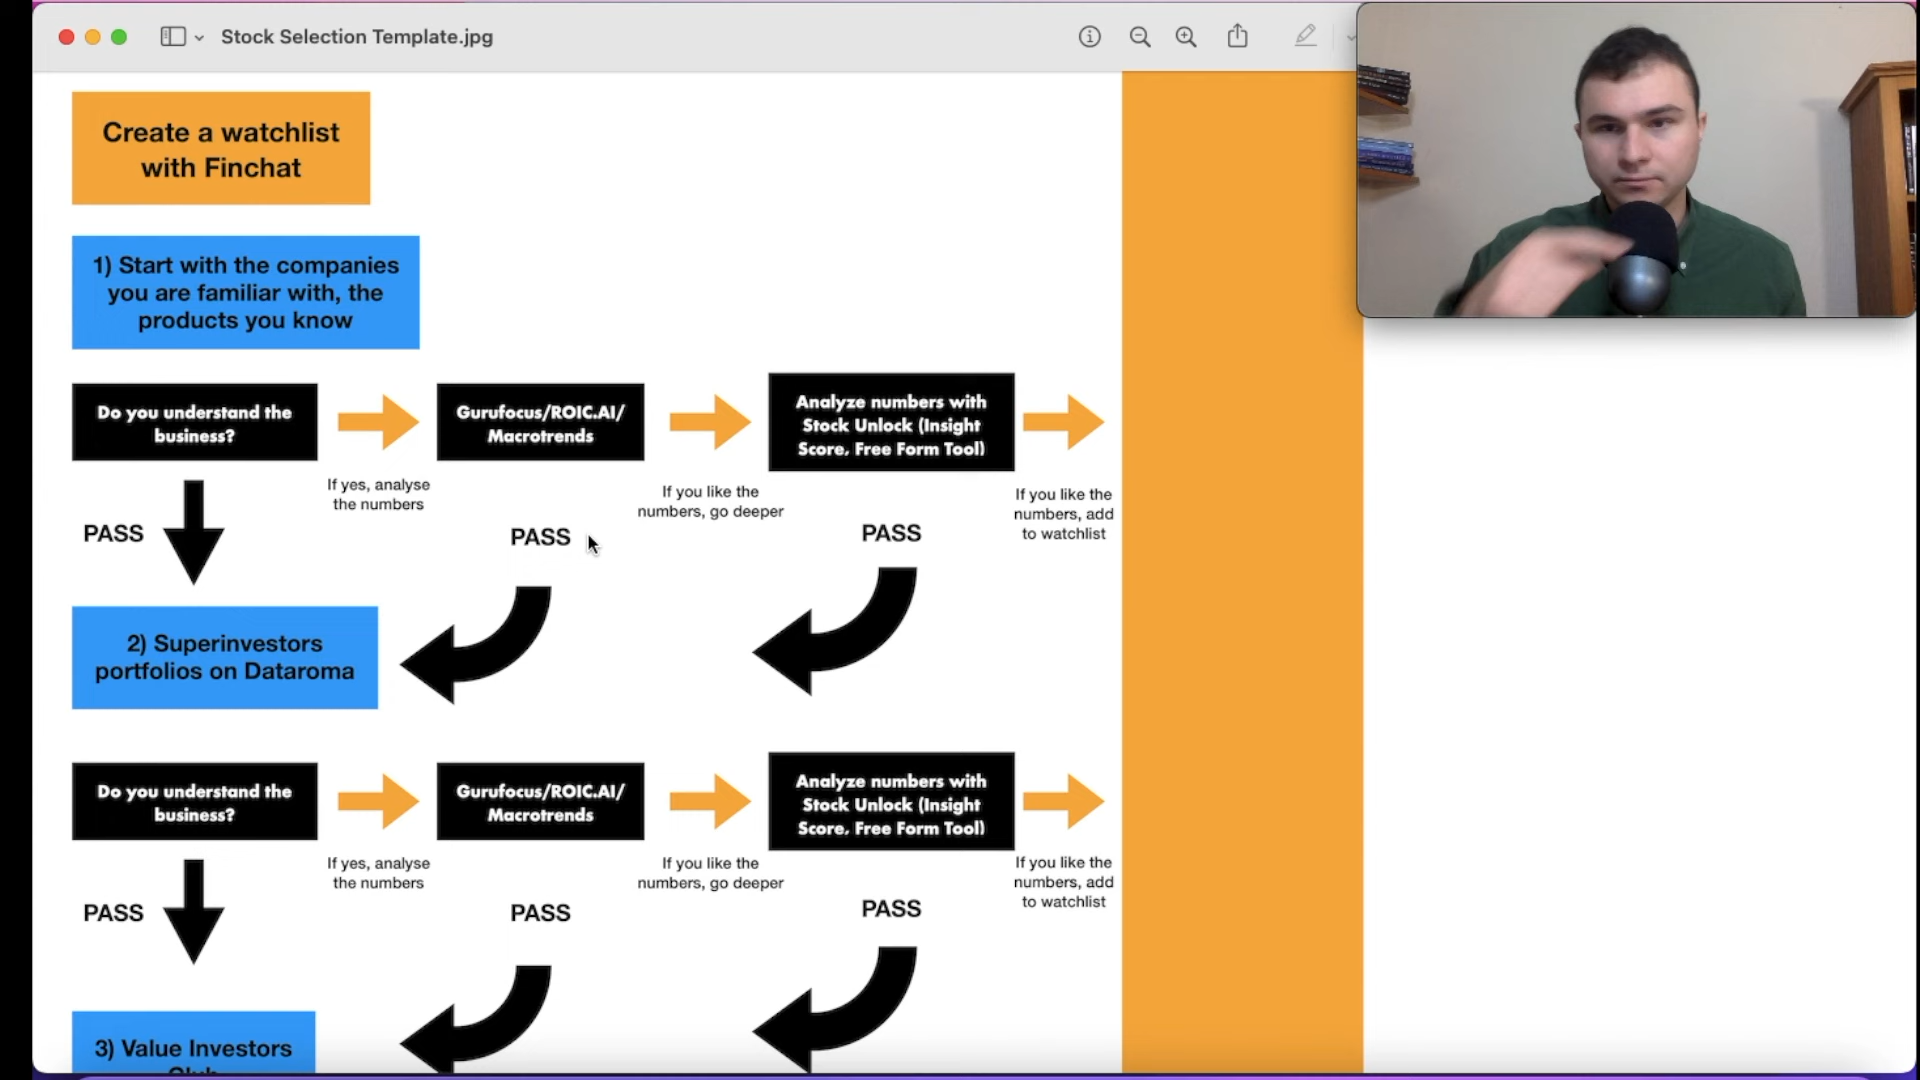 Stock Selection Template.jpg
Create a watchlist
with Finchat
1) Start with the companies
you are familiar with, the
products you know
Do you understand the
business?
If yes, analyse
the numbers
Gurufocus/ROIC.AI/
Macrotrends
If you like the
numbers, go deeper
Analyze numbers with
Stock Unlock (Insight
Score, Free Form Tool)
If you like the
numbers, add
to watchlist
PASS
PASS
PASS
2) Superinvestors
portfolios on Dataroma
Do you understand the
business?
If yes, analyse
the numbers
Gurufocus/ROIC.AI/
Macrotrends
If you like the
numbers, go deeper
Analyze numbers with
Stock Unlock (Insight
Score, Free Form Tool)
If you like the
numbers, add
to watchlist
PASS
PASS
PASS
3) Value Investors
Club